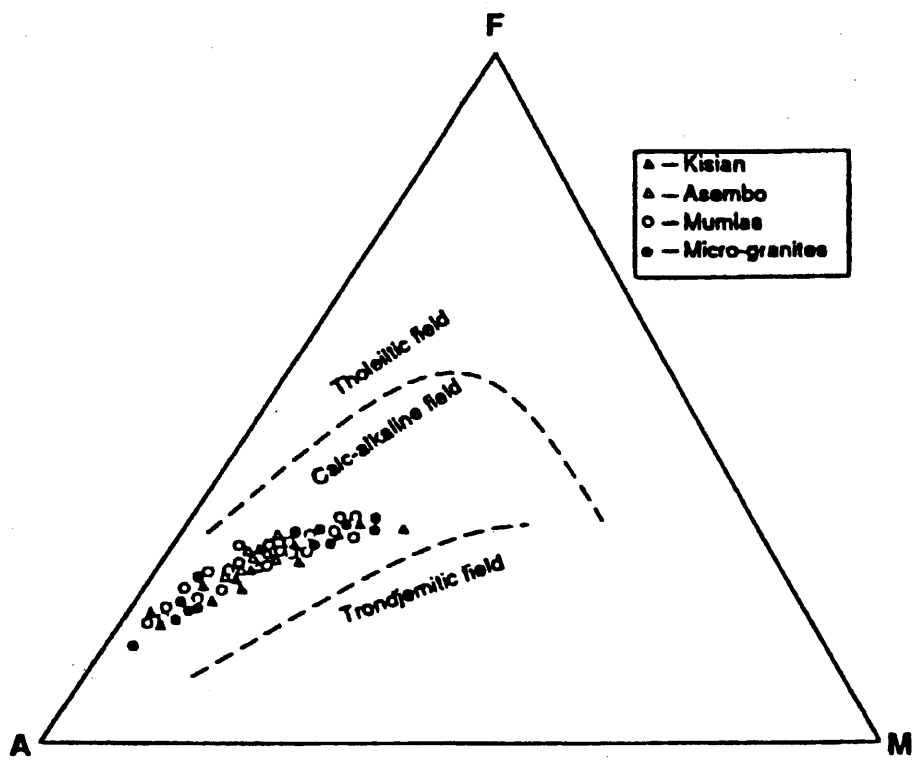 F
▲ – Kisian
△ – Asembo
○ – Mumias
● – Micro-granites
Tholeiitic field
Calc-alkaline field
Trondjemitic field
A
M